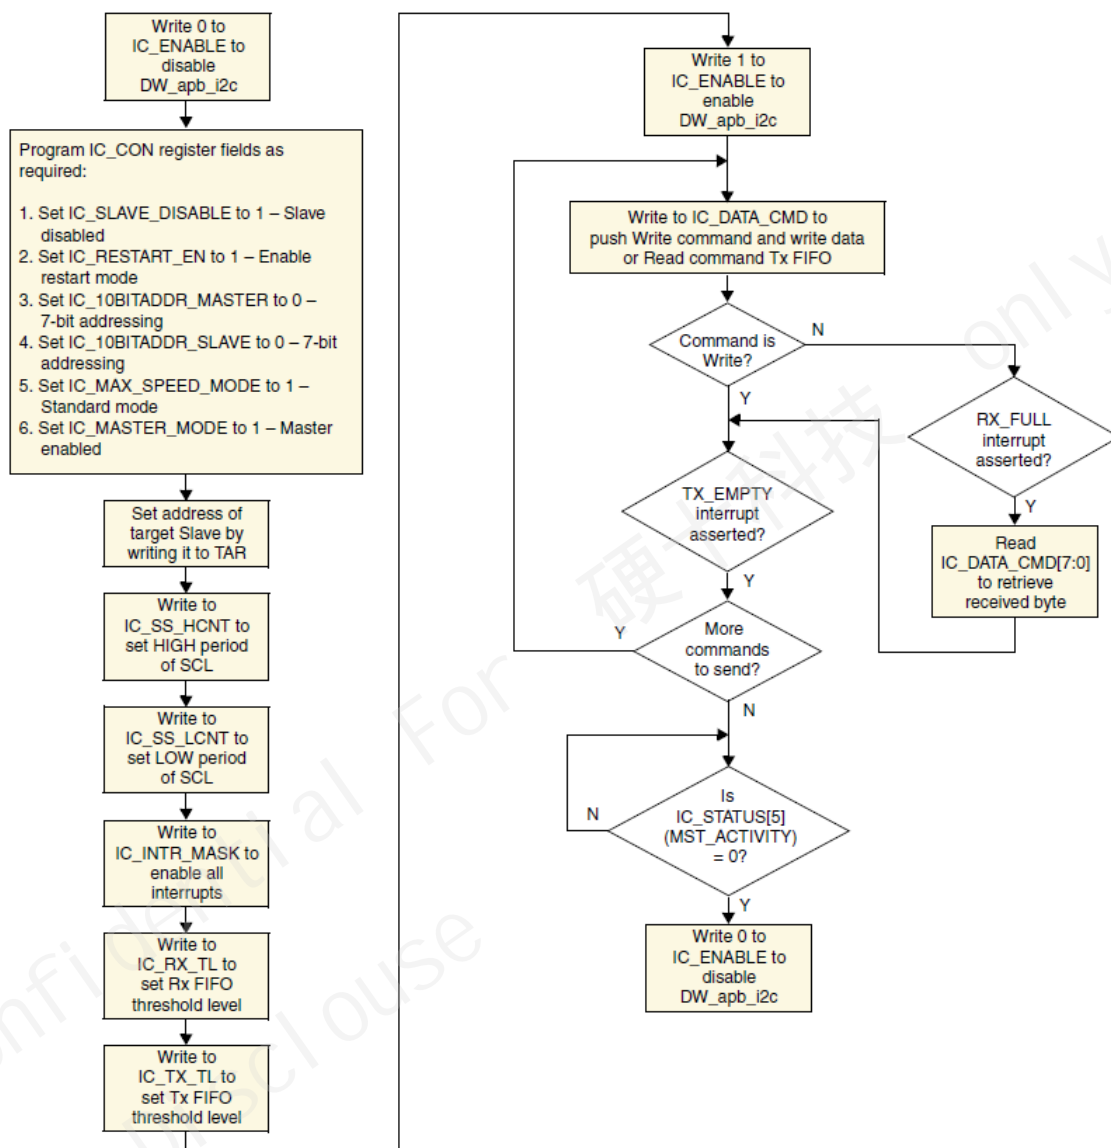 Write 0 to
IC_ENABLE to
disable
DW_apb_i2c
Program IC_CON register fields as
required:
1. Set IC_SLAVE_DISABLE to 1 – Slave
disabled
2. Set IC_RESTART_EN to 1 – Enable
restart mode
3. Set IC_10BITADDR_MASTER to 0 –
7-bit addressing
4. Set IC_10BITADDR_SLAVE to 0 – 7-bit
addressing
5. Set IC_MAX_SPEED_MODE to 1 –
Standard mode
6. Set IC_MASTER_MODE to 1 – Master
enabled
Set address of
target Slave by
writing it to TAR
Write to
IC_SS_HCNT to
set HIGH period
of SCL
Write to
IC_SS_LCNT to
set LOW period
of SCL
Write to
IC_INTR_MASK to
enable all
interrupts
Write to
IC_RX_TL to
set Rx FIFO
threshold level
Write to
IC_TX_TL to
set Tx FIFO
threshold level
Write 1 to
IC_ENABLE to
enable
DW_apb_i2c
Write to IC_DATA_CMD to
push Write command and write data
or Read command Tx FIFO
Command is
Write?
N
Y
RX_FULL
interrupt
asserted?
Y
Read
IC_DATA_CMD[7:0]
to retrieve
received byte
TX_EMPTY
interrupt
asserted?
Y
More
commands
to send?
Y
N
Is
IC_STATUS[5]
(MST_ACTIVITY)
= 0?
N
Y
Write 0 to
IC_ENABLE to
disable
DW_apb_i2c
onfidential For 硬十科技 only
sclouse